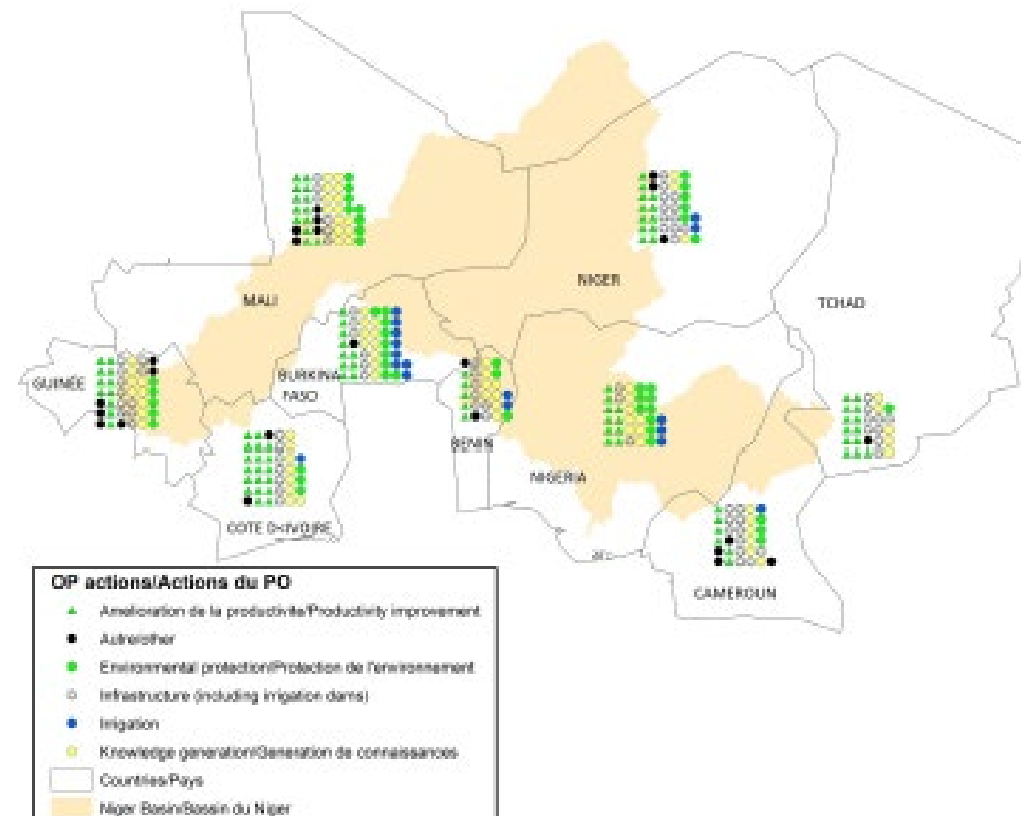 NIGER
MALI
TCHAD
GUINÉE
BURKINA
FASO
BENIN
NIGERIA
COTE D<IVOIRE
CAMEROUN
OP actions/Actions du PO
Amelioration de la productivite/Productivity improvement
Autre/other
Environmental protection/Protection de l'environnement
Infrastructure (including irrigation dams)
Irrigation
Knowledge generation/Generation de connaissances
Countries/Pays
Niger Basin/Bassin du Niger